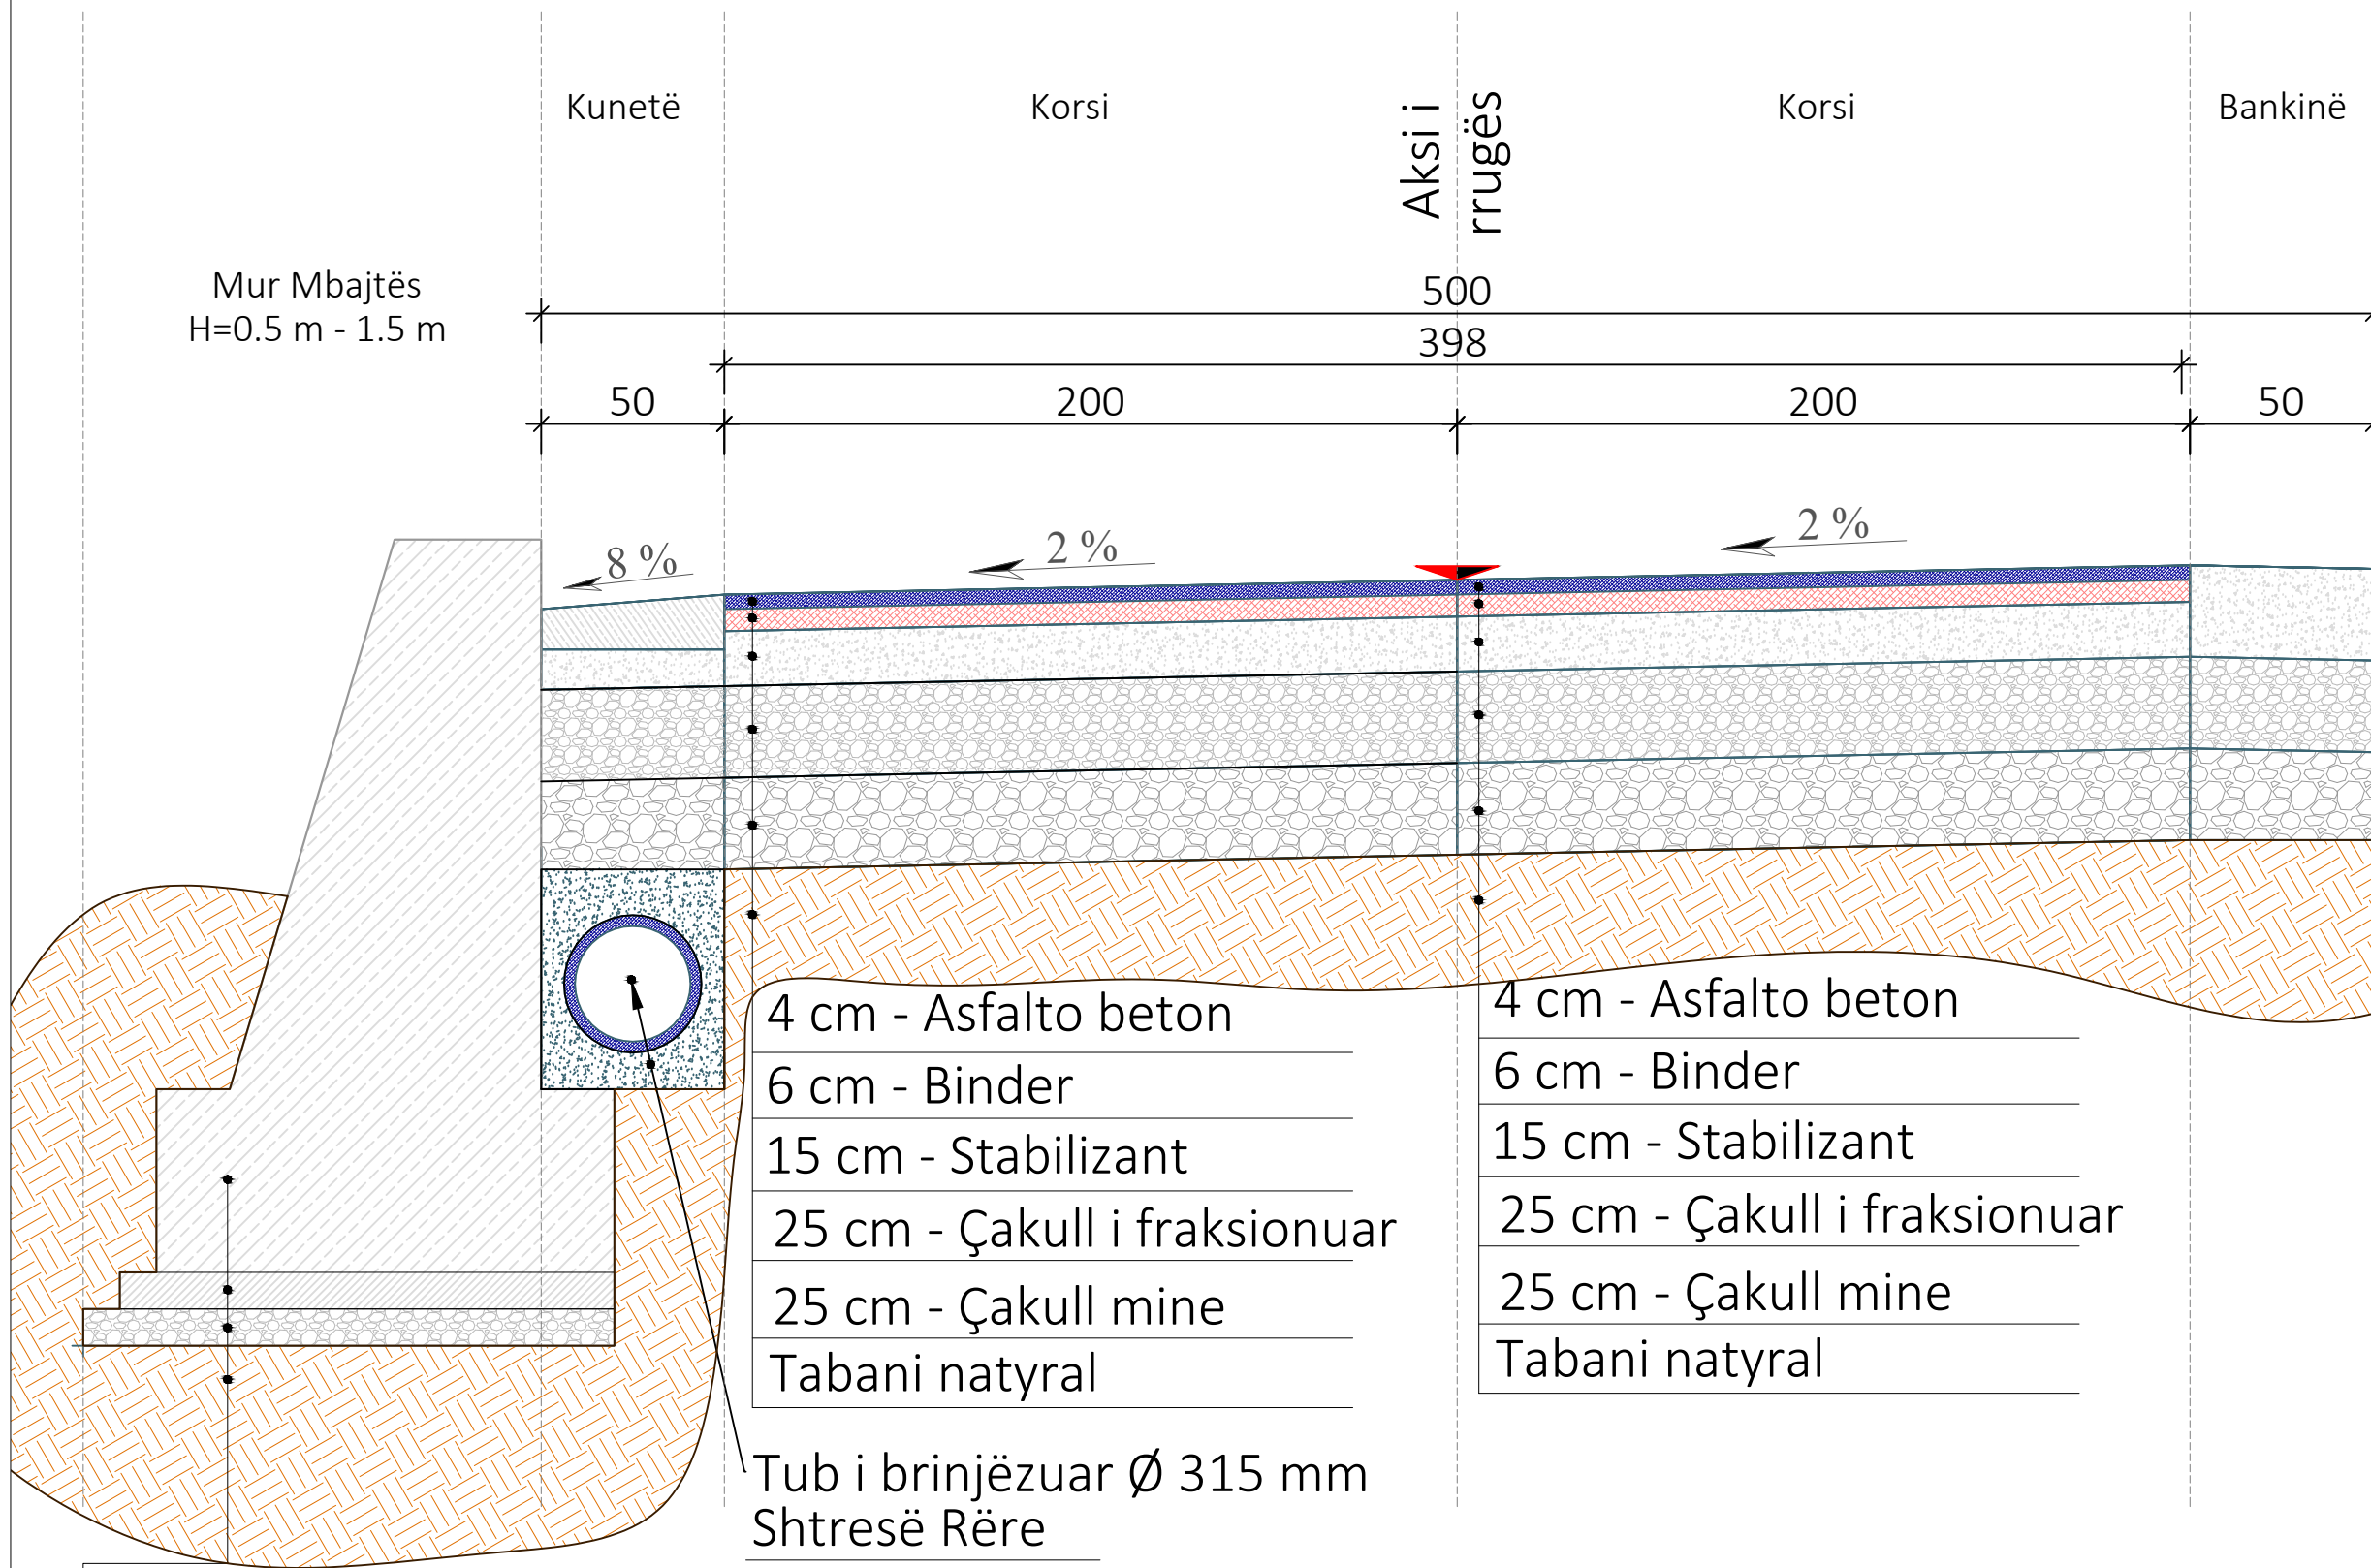 Kunetë
Korsi
Aksi i
rrugës
Korsi
Bankinë
Mur Mbajtës
H=0.5 m - 1.5 m
500
398
50
200
200
50
8 %
2 %
2 %
4 cm - Asfalto beton
6 cm - Binder
15 cm - Stabilizant
25 cm - Çakull i fraksionuar
25 cm - Çakull mine
Tabani natyral
4 cm - Asfalto beton
6 cm - Binder
15 cm - Stabilizant
25 cm - Çakull i fraksionuar
25 cm - Çakull mine
Tabani natyral
Tub i brinjëzuar Ø 315 mm
Shtresë Rëre